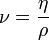 ν = η/ρ